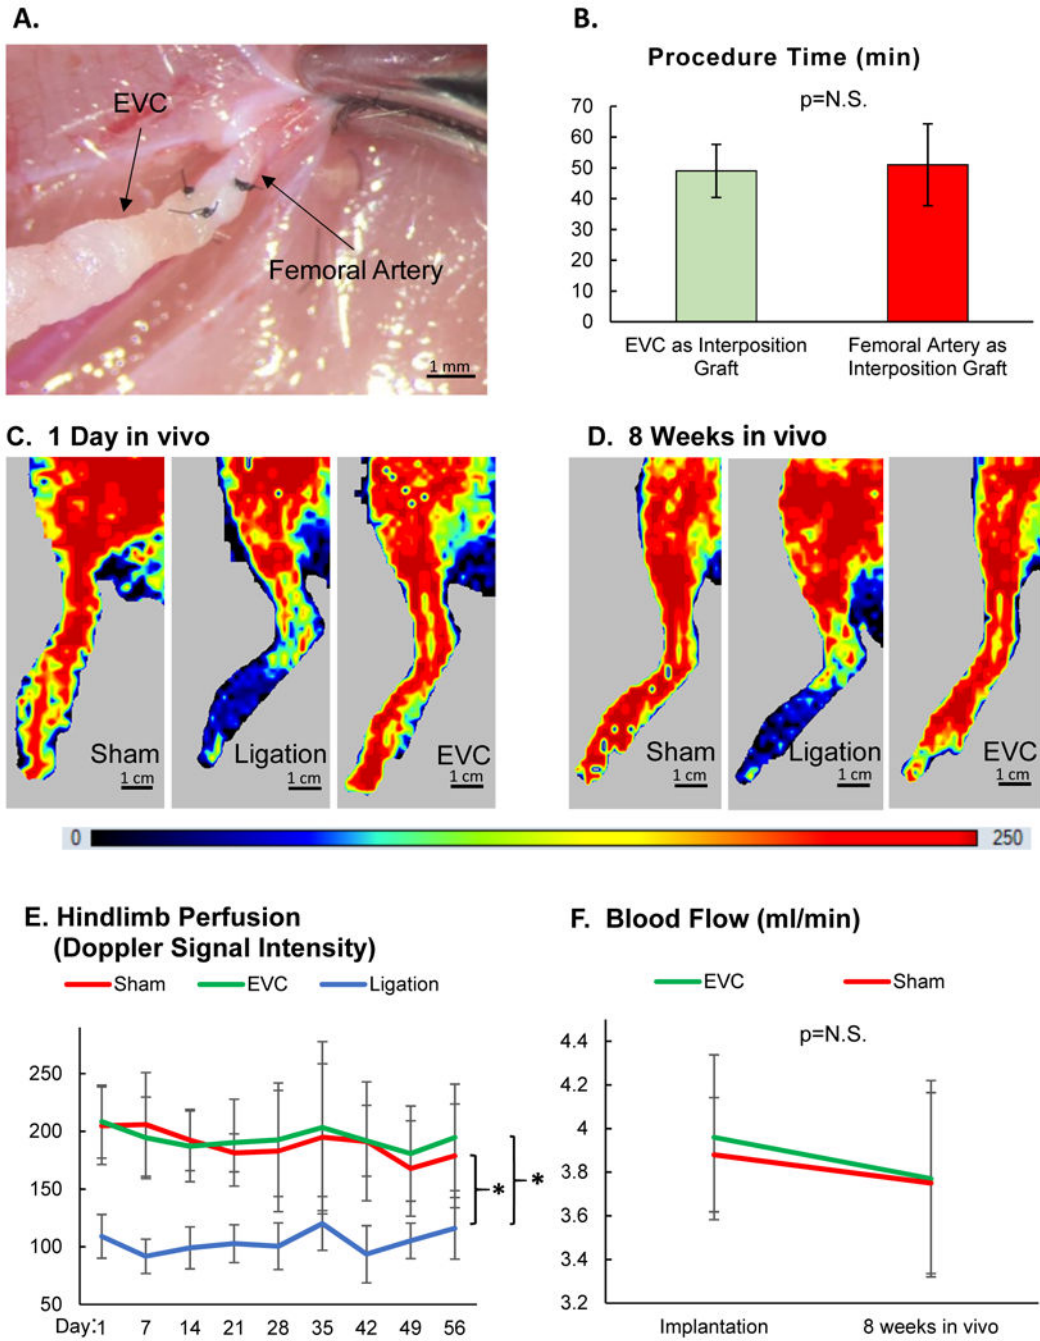 A.
EVC
Femoral Artery
1 mm
B.
Procedure Time (min)
p=N.S.
70
60
50
40
30
20
10
0
EVC as Interposition
Graft
Femoral Artery as
Interposition Graft
C. 1 Day in vivo
Sham
1 cm
Ligation
1 cm
EVC
1 cm
D. 8 Weeks in vivo
Sham
1 cm
Ligation
1 cm
EVC
1 cm
0
250
E. Hindlimb Perfusion
(Doppler Signal Intensity)
Sham EVC Ligation
250
200
150
100
50
*
*
Day: 1 7 14 21 28 35 42 49 56
F. Blood Flow (ml/min)
EVC Sham
p=N.S.
4.4
4.2
4
3.8
3.6
3.4
3.2
Implantation 8 weeks in vivo